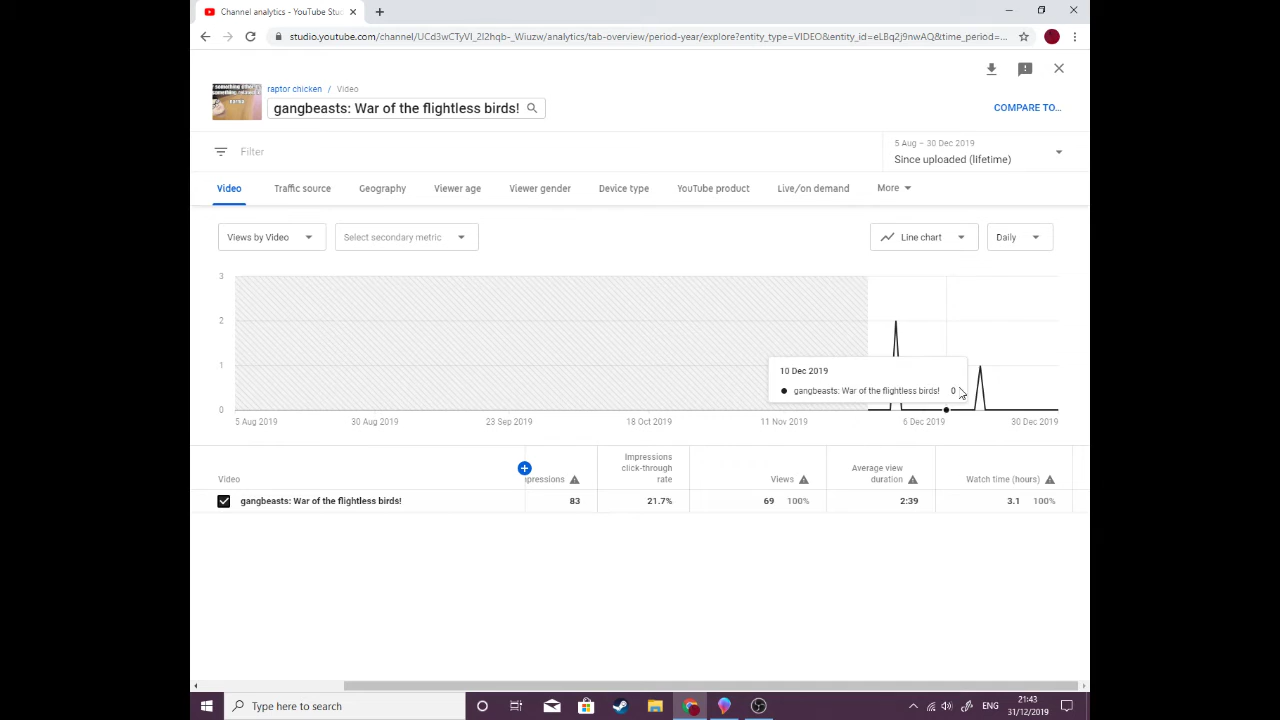 Channel analytics - YouTube Stu
studio.youtube.com/channel/UCd3wCTyVI_2I2hqb-_Wiuzw/analytics/tab-overview/period-year/explore?entity_type=VIDEO&entity_id=eLBq2j9nwAQ&time_period=...
something other
something related
raptor chicken / Video
gangbeasts: War of the flightless birds!
COMPARE TO...
Filter
5 Aug – 30 Dec 2019
Since uploaded (lifetime)
Video Traffic source Geography Viewer age Viewer gender Device type YouTube product Live/on demand More
Views by Video Select secondary metric Line chart Daily
3
2
1
0
10 Dec 2019
gangbeasts: War of the flightless birds! 0
5 Aug 2019 30 Aug 2019 23 Sep 2019 18 Oct 2019 11 Nov 2019 6 Dec 2019 30 Dec 2019
Video pressions Impressions click-through rate Views Average view duration Watch time (hours)
gangbeasts: War of the flightless birds! 83 21.7% 69 100% 2:39 3.1 100%
Type here to search
ENG
21:43
31/12/2019